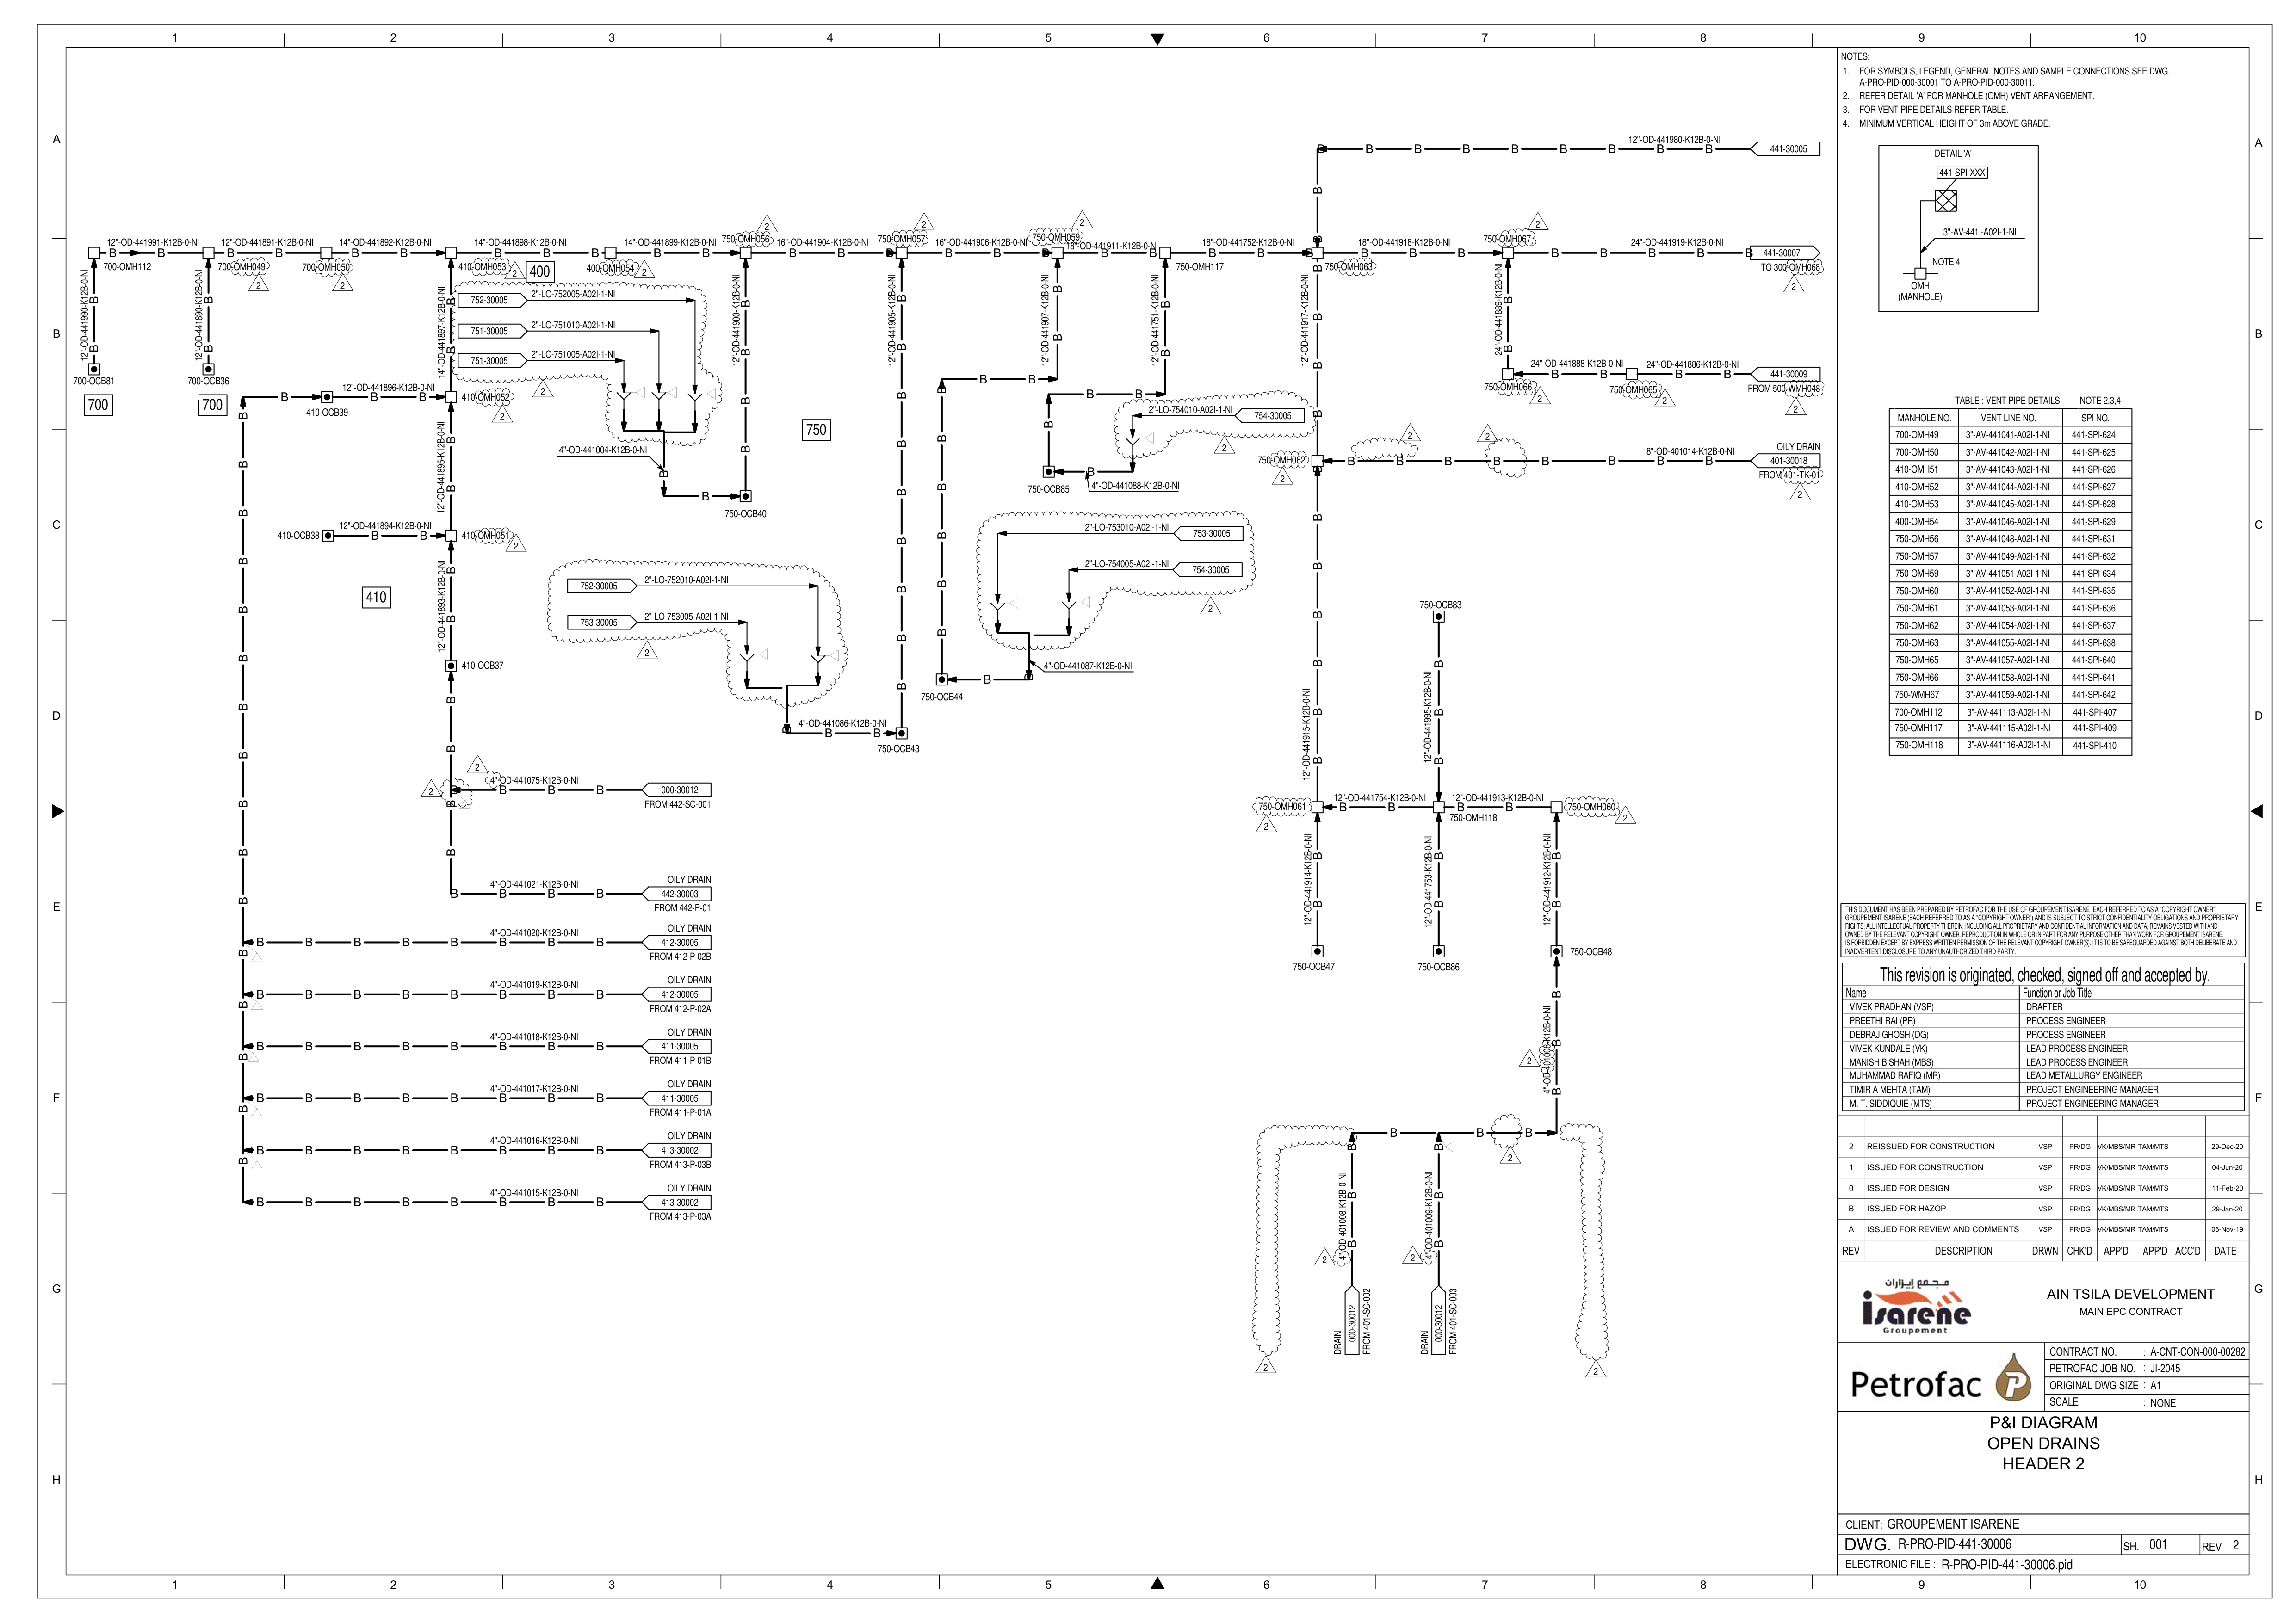 1 2 3 4 5 6 7 8 9 10
A
B
C
D
E
F
G
H
12"-OD-441980-K12B-0-NI
441-30005
12"-OD-441991-K12B-0-NI
700-OMH112
12"-OD-441891-K12B-0-NI
700-OMH049
2
14"-OD-441892-K12B-0-NI
700-OMH050
2
14"-OD-441898-K12B-0-NI
410-OMH053
2
400
14"-OD-441899-K12B-0-NI
400-OMH054
2
750-OMH056
2
16"-OD-441904-K12B-0-NI
750-OMH057
2
16"-OD-441906-K12B-0-NI
750-OMH059
2
18"-OD-441911-K12B-0-NI
750-OMH117
18"-OD-441752-K12B-0-NI
750-OMH063
18"-OD-441918-K12B-0-NI
750-OMH067
2
24"-OD-441919-K12B-0-NI
441-30007
TO 300-OMH068
2
12"-OD-441990-K12B-0-NI
700-OCB81
700
12"-OD-441890-K12B-0-NI
700-OCB36
700
14"-OD-441897-K12B-0-NI
752-30005
2"-LO-752005-A02I-1-NI
751-30005
2"-LO-751010-A02I-1-NI
751-30005
2"-LO-751005-A02I-1-NI
2
12"-OD-441900-K12B-0-NI
12"-OD-441905-K12B-0-NI
12"-OD-441907-K12B-0-NI
12"-OD-441751-K12B-0-NI
12"-OD-441917-K12B-0-NI
24"-OD-441889-K12B-0-NI
24"-OD-441888-K12B-0-NI
24"-OD-441886-K12B-0-NI
750-OMH066
2
750-OMH065
2
441-30009
FROM 500-WMH048
2
12"-OD-441896-K12B-0-NI
410-OCB39
410-OMH052
2
750
2"-LO-754010-A02I-1-NI
754-30005
2
4"-OD-441004-K12B-0-NI
750-OCB40
750-OCB85
4"-OD-441088-K12B-0-NI
750-OMH062
2
2
2
8"-OD-401014-K12B-0-NI
OILY DRAIN
401-30018
FROM 401-TK-01
2
12"-OD-441895-K12B-0-NI
12"-OD-441894-K12B-0-NI
410-OCB38
410-OMH051
2
410
12"-OD-441893-K12B-0-NI
410-OCB37
2"-LO-753010-A02I-1-NI
753-30005
2"-LO-754005-A02I-1-NI
754-30005
2
752-30005
2"-LO-752010-A02I-1-NI
753-30005
2"-LO-753005-A02I-1-NI
2
4"-OD-441087-K12B-0-NI
750-OCB44
4"-OD-441086-K12B-0-NI
750-OCB43
750-OCB83
12"-OD-441915-K12B-0-NI
12"-OD-441995-K12B-0-NI
2
2
4"-OD-441075-K12B-0-NI
000-30012
FROM 442-SC-001
750-OMH061
2
12"-OD-441754-K12B-0-NI
750-OMH118
12"-OD-441913-K12B-0-NI
750-OMH060
2
12"-OD-441914-K12B-0-NI
12"-OD-441753-K12B-0-NI
12"-OD-441912-K12B-0-NI
750-OCB47
750-OCB86
750-OCB48
4"-OD-441021-K12B-0-NI
OILY DRAIN
442-30003
FROM 442-P-01
4"-OD-441020-K12B-0-NI
OILY DRAIN
412-30005
FROM 412-P-02B
4"-OD-441019-K12B-0-NI
OILY DRAIN
412-30005
FROM 412-P-02A
4"-OD-441018-K12B-0-NI
OILY DRAIN
411-30005
FROM 411-P-01B
4"-OD-441017-K12B-0-NI
OILY DRAIN
411-30005
FROM 411-P-01A
4"-OD-441016-K12B-0-NI
OILY DRAIN
413-30002
FROM 413-P-03B
4"-OD-441015-K12B-0-NI
OILY DRAIN
413-30002
FROM 413-P-03A
4"-OD-401008-K12B-0-NI
2
2
4"-OD-401008-K12B-0-NI
2
4"-OD-401009-K12B-0-NI
2
DRAIN
000-30012
FROM 401-SC-002
DRAIN
000-30012
FROM 401-SC-003
2
2
NOTES:
1. FOR SYMBOLS, LEGEND, GENERAL NOTES AND SAMPLE CONNECTIONS SEE DWG.
A-PRO-PID-000-30001 TO A-PRO-PID-000-30011.
2. REFER DETAIL 'A' FOR MANHOLE (OMH) VENT ARRANGEMENT.
3. FOR VENT PIPE DETAILS REFER TABLE.
4. MINIMUM VERTICAL HEIGHT OF 3m ABOVE GRADE.
DETAIL 'A'
441-SPI-XXX
3"-AV-441 -A02I-1-NI
NOTE 4
OMH
(MANHOLE)
TABLE : VENT PIPE DETAILS NOTE 2,3,4
MANHOLE NO. VENT LINE NO. SPI NO.
700-OMH49 3"-AV-441041-A02I-1-NI 441-SPI-624
700-OMH50 3"-AV-441042-A02I-1-NI 441-SPI-625
410-OMH51 3"-AV-441043-A02I-1-NI 441-SPI-626
410-OMH52 3"-AV-441044-A02I-1-NI 441-SPI-627
410-OMH53 3"-AV-441045-A02I-1-NI 441-SPI-628
400-OMH54 3"-AV-441046-A02I-1-NI 441-SPI-629
750-OMH56 3"-AV-441048-A02I-1-NI 441-SPI-631
750-OMH57 3"-AV-441049-A02I-1-NI 441-SPI-632
750-OMH59 3"-AV-441051-A02I-1-NI 441-SPI-634
750-OMH60 3"-AV-441052-A02I-1-NI 441-SPI-635
750-OMH61 3"-AV-441053-A02I-1-NI 441-SPI-636
750-OMH62 3"-AV-441054-A02I-1-NI 441-SPI-637
750-OMH63 3"-AV-441055-A02I-1-NI 441-SPI-638
750-OMH65 3"-AV-441057-A02I-1-NI 441-SPI-640
750-OMH66 3"-AV-441058-A02I-1-NI 441-SPI-641
750-WMH67 3"-AV-441059-A02I-1-NI 441-SPI-642
700-OMH112 3"-AV-441113-A02I-1-NI 441-SPI-407
750-OMH117 3"-AV-441115-A02I-1-NI 441-SPI-409
750-OMH118 3"-AV-441116-A02I-1-NI 441-SPI-410
THIS DOCUMENT HAS BEEN PREPARED BY PETROFAC FOR THE USE OF GROUPEMENT ISARENE (EACH REFERRED TO AS A "COPYRIGHT OWNER")
GROUPEMENT ISARENE (EACH REFERRED TO AS A "COPYRIGHT OWNER") AND IS SUBJECT TO STRICT CONFIDENTIALITY OBLIGATIONS AND PROPRIETARY
RIGHTS; ALL INTELLECTUAL PROPERTY THEREIN, INCLUDING ALL PROPRIETARY AND CONFIDENTIAL INFORMATION AND DATA, REMAINS VESTED WITH AND
OWNED BY THE RELEVANT COPYRIGHT OWNER. REPRODUCTION IN WHOLE OR IN PART FOR ANY PURPOSE OTHER THAN WORK FOR GROUPEMENT ISARENE,
IS FORBIDDEN EXCEPT BY EXPRESS WRITTEN PERMISSION OF THE RELEVANT COPYRIGHT OWNER(S). IT IS TO BE SAFEGUARDED AGAINST BOTH DELIBERATE AND
INADVERTENT DISCLOSURE TO ANY UNAUTHORIZED THIRD PARTY.
This revision is originated, checked, signed off and accepted by.
Name Function or Job Title
VIVEK PRADHAN (VSP) DRAFTER
PREETHI RAI (PR) PROCESS ENGINEER
DEBRAJ GHOSH (DG) PROCESS ENGINEER
VIVEK KUNDALE (VK) LEAD PROCESS ENGINEER
MANISH B SHAH (MBS) LEAD PROCESS ENGINEER
MUHAMMAD RAFIQ (MR) LEAD METALLURGY ENGINEER
TIMIR A MEHTA (TAM) PROJECT ENGINEERING MANAGER
M. T. SIDDIQUIE (MTS) PROJECT ENGINEERING MANAGER
2 REISSUED FOR CONSTRUCTION VSP PR/DG VK/MBS/MR TAM/MTS 29-Dec-20
1 ISSUED FOR CONSTRUCTION VSP PR/DG VK/MBS/MR TAM/MTS 04-Jun-20
0 ISSUED FOR DESIGN VSP PR/DG VK/MBS/MR TAM/MTS 11-Feb-20
B ISSUED FOR HAZOP VSP PR/DG VK/MBS/MR TAM/MTS 29-Jan-20
A ISSUED FOR REVIEW AND COMMENTS VSP PR/DG VK/MBS/MR TAM/MTS 06-Nov-19
REV DESCRIPTION DRWN CHK'D APP'D APP'D ACC'D DATE
مجمع إيزاران
isarene
Groupement
AIN TSILA DEVELOPMENT
MAIN EPC CONTRACT
Petrofac
CONTRACT NO. : A-CNT-CON-000-00282
PETROFAC JOB NO. : JI-2045
ORIGINAL DWG SIZE : A1
SCALE : NONE
P&I DIAGRAM
OPEN DRAINS
HEADER 2
CLIENT: GROUPEMENT ISARENE
DWG. R-PRO-PID-441-30006 SH. 001 REV 2
ELECTRONIC FILE : R-PRO-PID-441-30006.pid
1 2 3 4 5 6 7 8 9 10